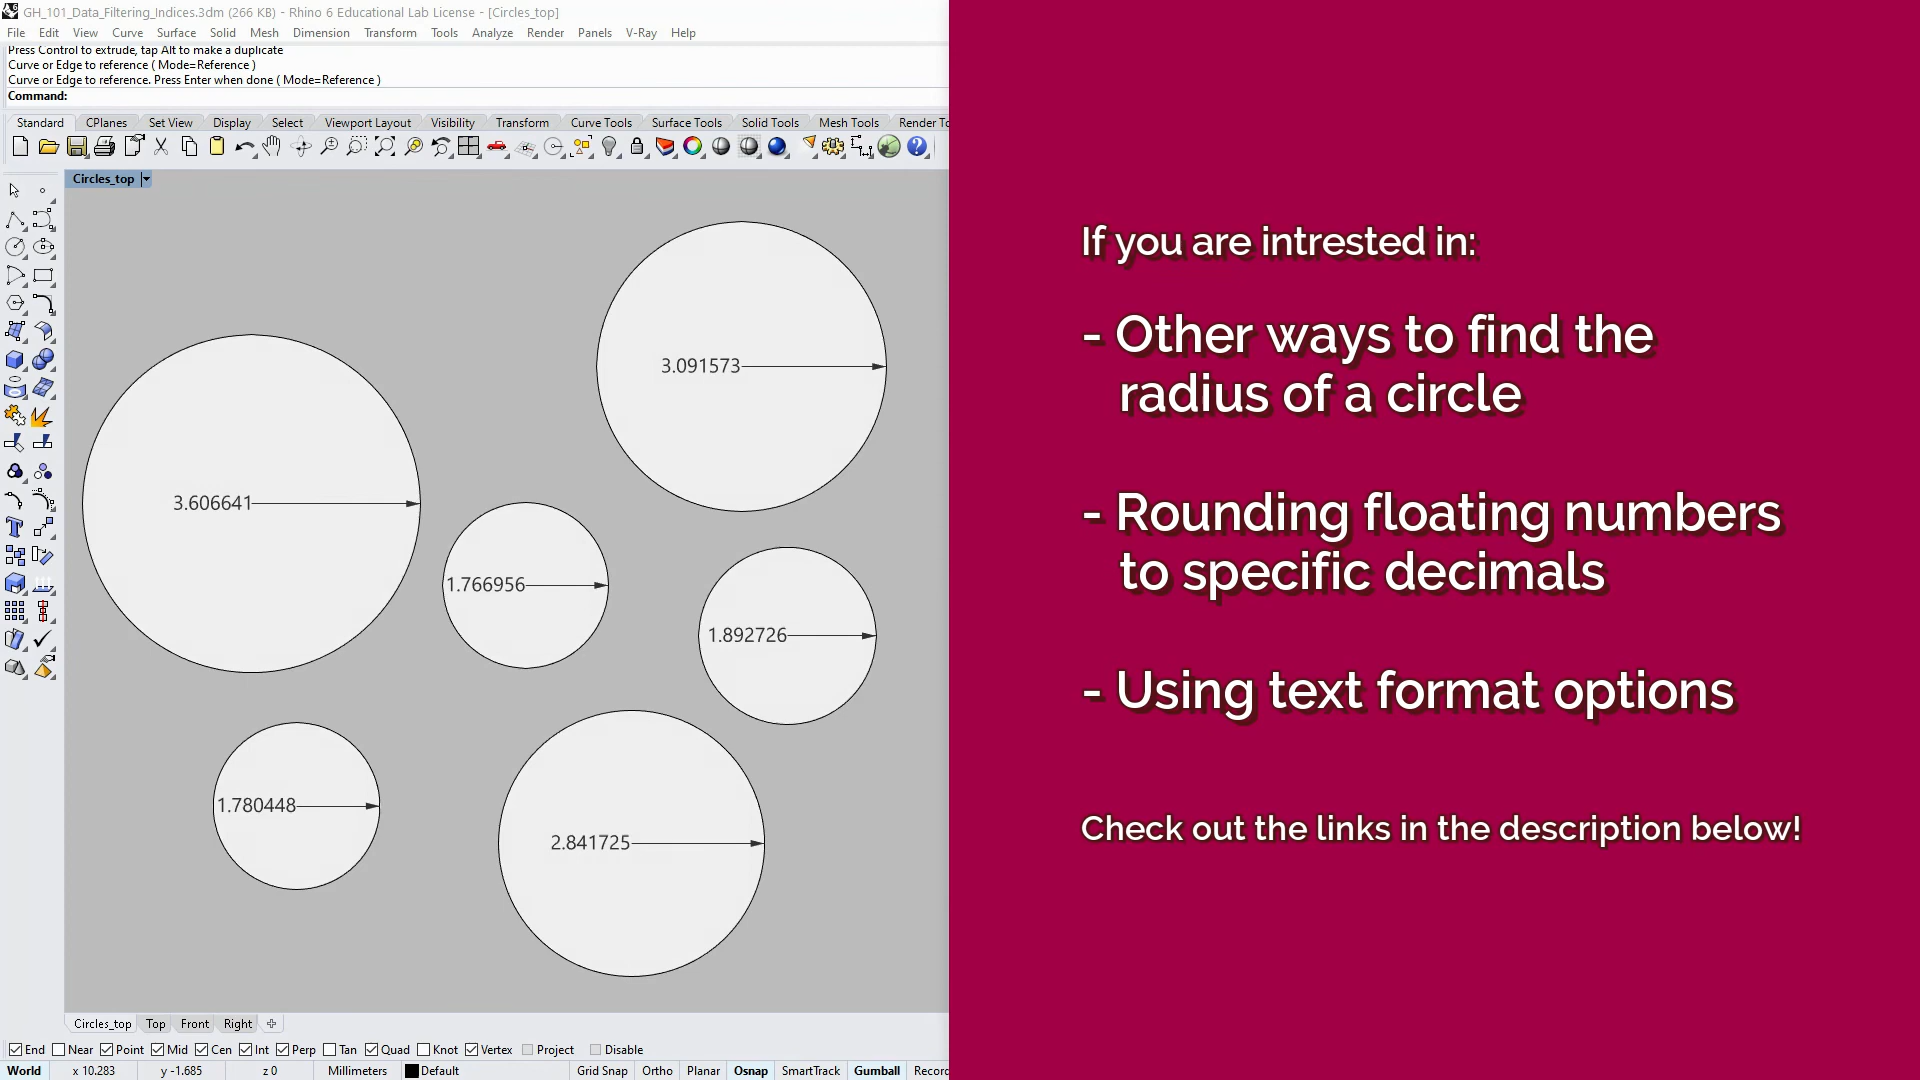 GH_101_Data_Filtering_Indices.3dm (266 KB) - Rhino 6 Educational Lab License - [Circles_top]
File Edit View Curve Surface Solid Mesh Dimension Transform Tools Analyze Render Panels V-Ray Help
Press Control to extrude, tap Alt to make a duplicate
Curve or Edge to reference ( Mode=Reference )
Curve or Edge to reference. Press Enter when done ( Mode=Reference )
Command:
Standard CPlanes Set View Display Select Viewport Layout Visibility Transform Curve Tools Surface Tools Solid Tools Mesh Tools Render To
Circles_top
3.091573
3.606641
1.766956
1.892726
1.780448
2.841725
Circles_top Top Front Right
End Near Point Mid Cen Int Perp Tan Quad Knot Vertex Project Disable
World x 10.283 y -1.685 z 0 Millimeters Default Grid Snap Ortho Planar Osnap SmartTrack Gumball Recorc
If you are intrested in:
- Other ways to find the
radius of a circle
- Rounding floating numbers
to specific decimals
- Using text format options
Check out the links in the description below!